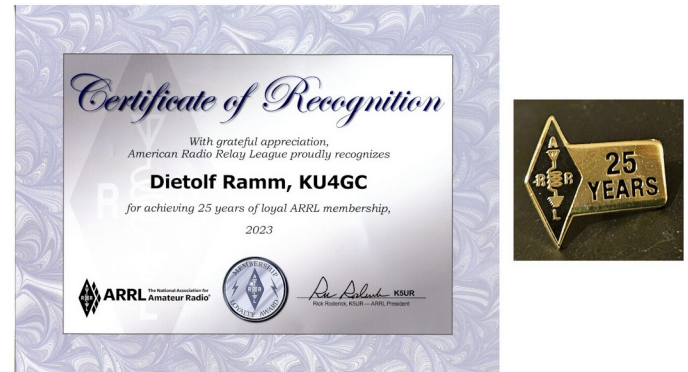 Certificate of Recognition
With grateful appreciation,
American Radio Relay League proudly recognizes
Dietolf Ramm, KU4GC
for achieving 25 years of loyal ARRL membership,
2023
A
R R
L
ARRL The National Association for
Amateur Radio®
MEMBERSHIP
LOYALTY AWARD
K5UR
Rick Roderick, K5UR — ARRL President
A
R R
L
25
YEARS